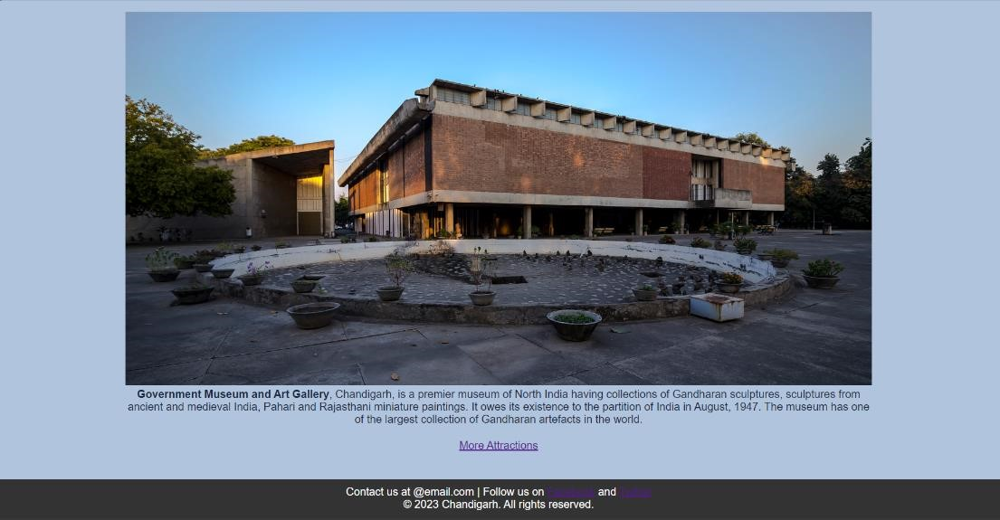 Government Museum and Art Gallery, Chandigarh, is a premier museum of North India having collections of Gandharan sculptures, sculptures from
ancient and medieval India, Pahari and Rajasthani miniature paintings. It owes its existence to the partition of India in August, 1947. The museum has one
of the largest collection of Gandharan artefacts in the world.
More Attractions
Contact us at @email.com | Follow us on Facebook and Twitter
© 2023 Chandigarh. All rights reserved.